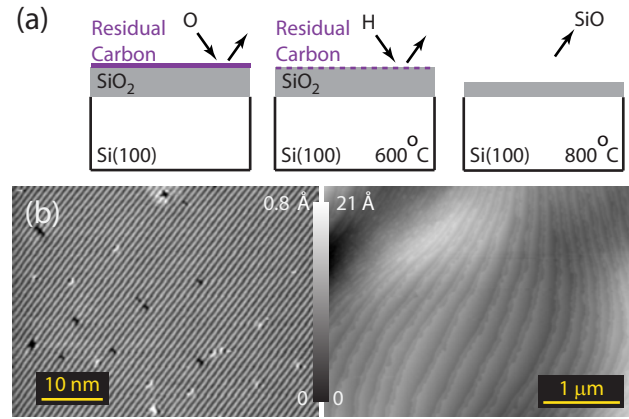 (a)
Residual
Carbon
O
SiO₂
Si(100)
Residual
Carbon
H
SiO₂
Si(100) 600°C
SiO
Si(100) 800°C
(b)
0.8 Å
21 Å
10 nm
0
0
1 μm